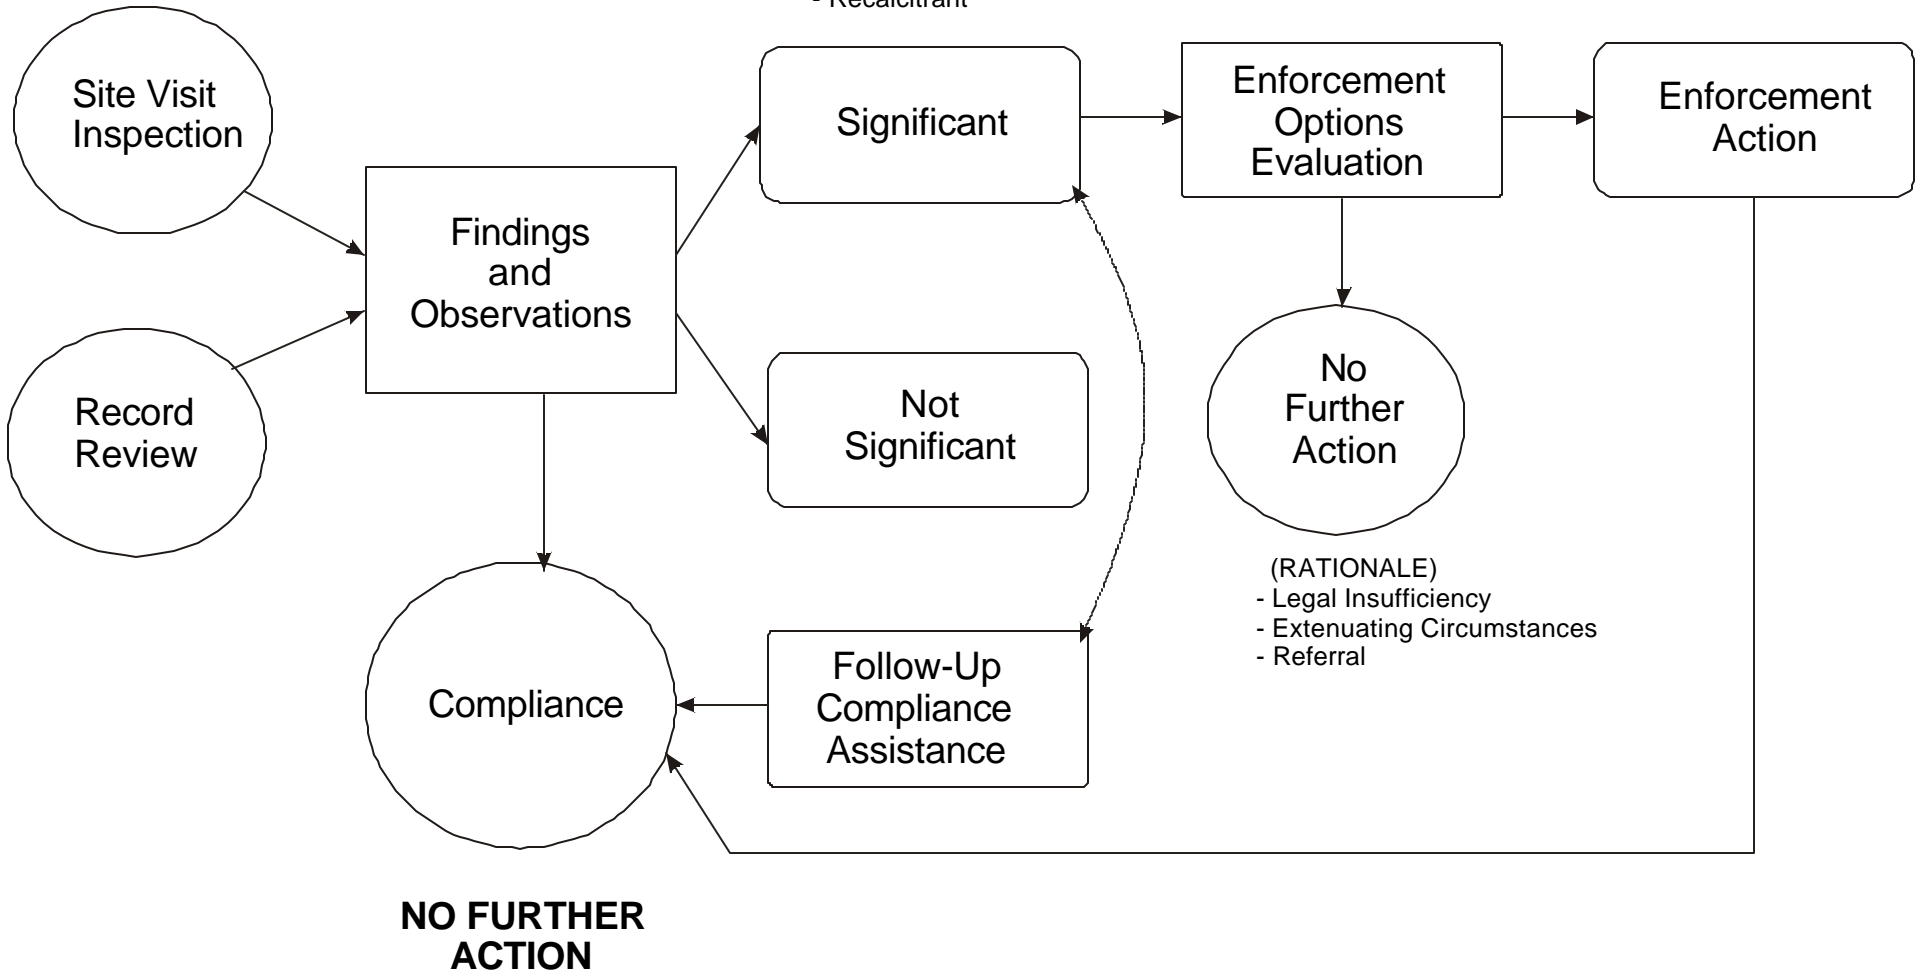 - Recalcitrant
Site Visit
Inspection
Significant
Enforcement
Options
Evaluation
Enforcement
Action
Findings
and
Observations
Record
Review
Not
Significant
No
Further
Action
(RATIONALE)
- Legal Insufficiency
- Extenuating Circumstances
- Referral
Compliance
Follow-Up
Compliance
Assistance
NO FURTHER
ACTION